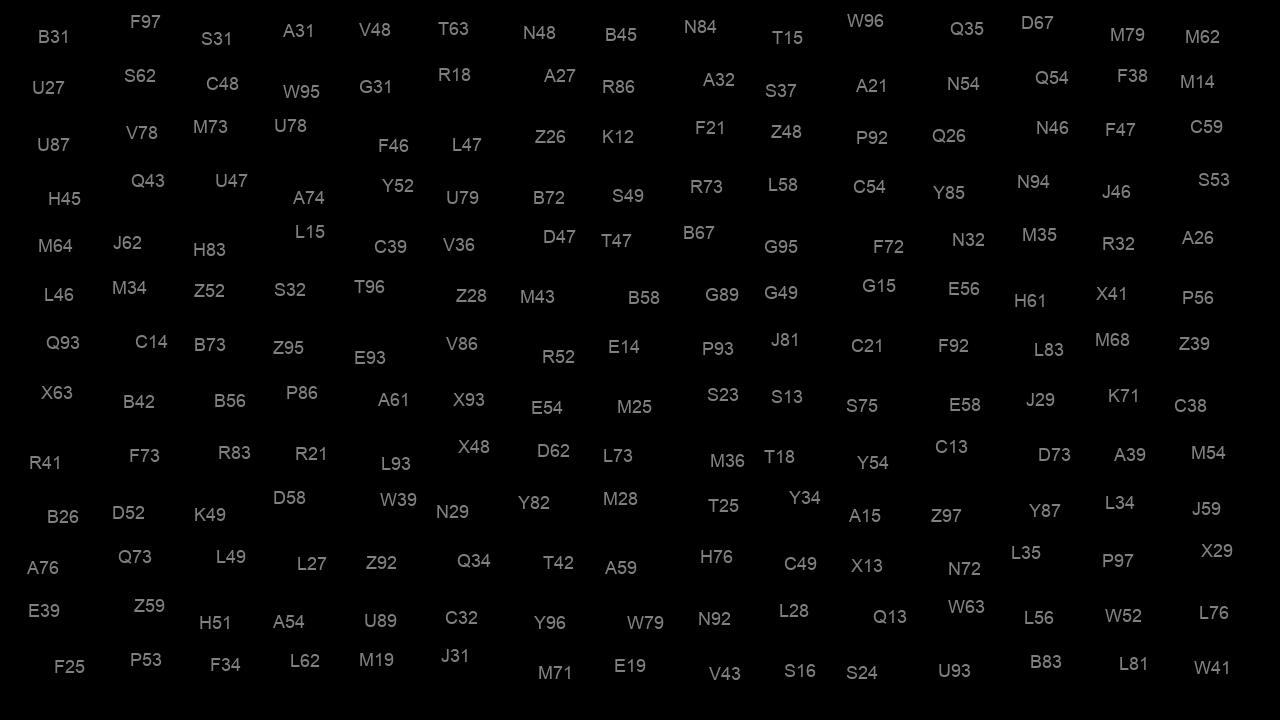 B31 F97 S31 A31 V48 T63 N48 B45 N84 T15 W96 Q35 D67 M79 M62
U27 S62 C48 W95 G31 R18 A27 R86 A32 S37 A21 N54 Q54 F38 M14
U87 V78 M73 U78 F46 L47 Z26 K12 F21 Z48 P92 Q26 N46 F47 C59
H45 Q43 U47 A74 Y52 U79 B72 S49 R73 L58 C54 Y85 N94 J46 S53
M64 J62 H83 L15 C39 V36 D47 T47 B67 G95 F72 N32 M35 R32 A26
L46 M34 Z52 S32 T96 Z28 M43 B58 G89 G49 G15 E56 H61 X41 P56
Q93 C14 B73 Z95 E93 V86 R52 E14 P93 J81 C21 F92 L83 M68 Z39
X63 B42 B56 P86 A61 X93 E54 M25 S23 S13 S75 E58 J29 K71 C38
R41 F73 R83 R21 L93 X48 D62 L73 M36 T18 Y54 C13 D73 A39 M54
B26 D52 K49 D58 W39 N29 Y82 M28 T25 Y34 A15 Z97 Y87 L34 J59
A76 Q73 L49 L27 Z92 Q34 T42 A59 H76 C49 X13 N72 L35 P97 X29
E39 Z59 H51 A54 U89 C32 Y96 W79 N92 L28 Q13 W63 L56 W52 L76
F25 P53 F34 L62 M19 J31 M71 E19 V43 S16 S24 U93 B83 L81 W41